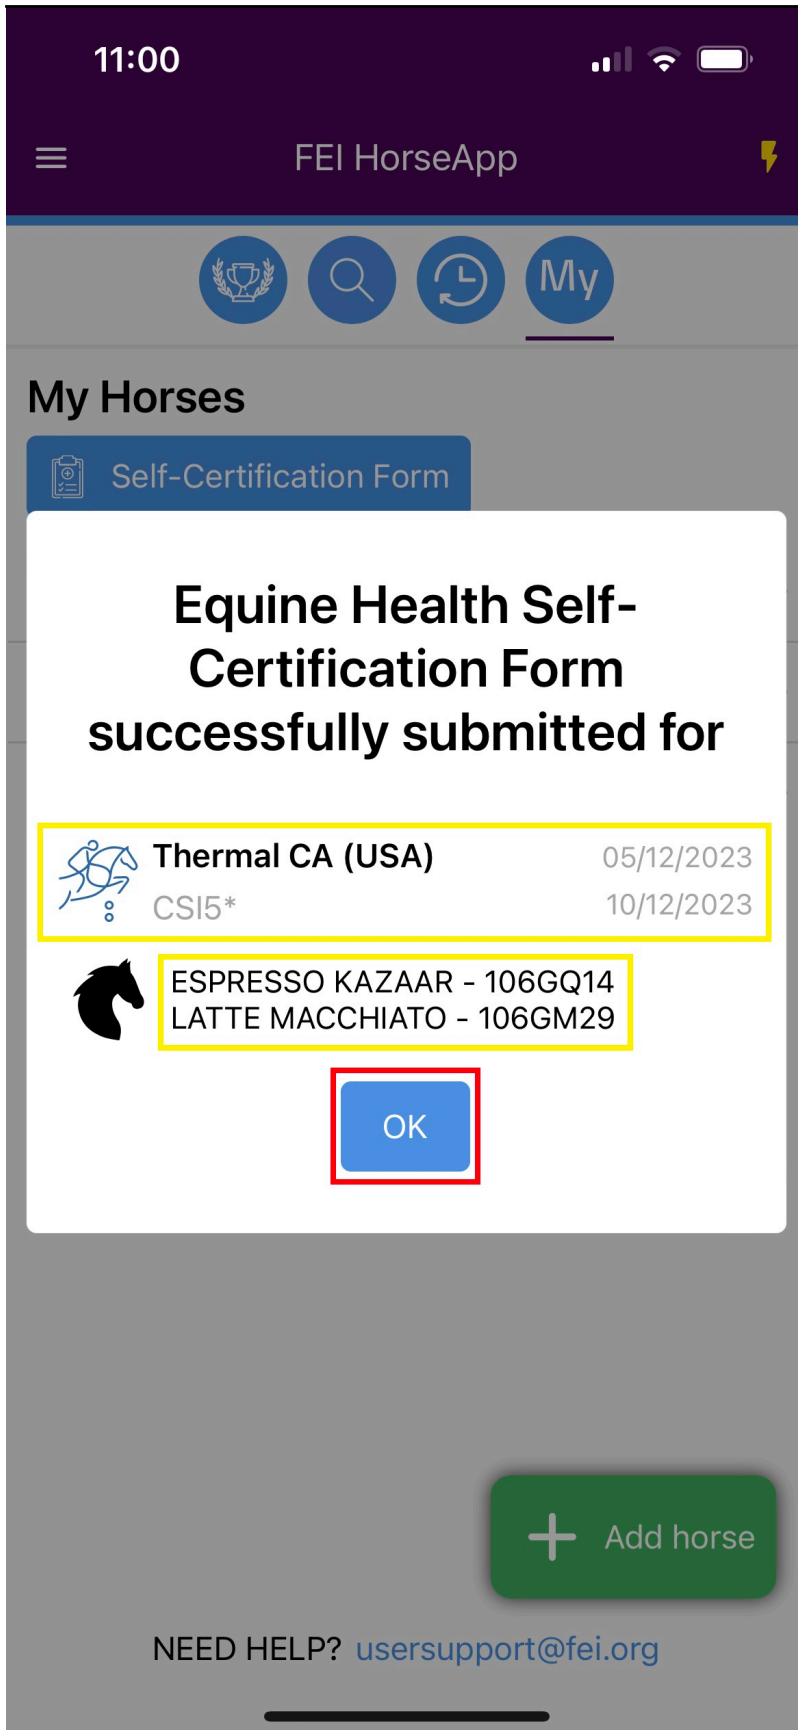 11:00
FEI HorseApp
My
My Horses
Self-Certification Form
Equine Health Self-
Certification Form
successfully submitted for
Thermal CA (USA) 05/12/2023
CSI5* 10/12/2023
ESPRESSO KAZAAR - 106GQ14
LATTE MACCHIATO - 106GM29
OK
Add horse
NEED HELP? usersupport@fei.org